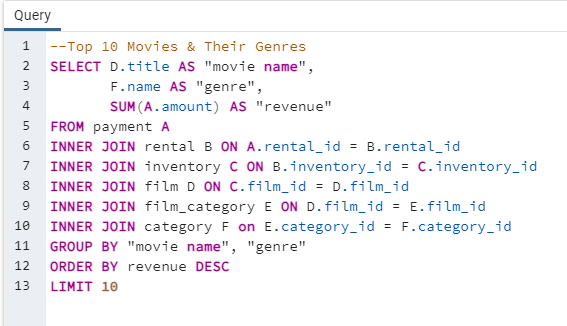 Query
1 --Top 10 Movies & Their Genres
2 SELECT D.title AS "movie name",
3 F.name AS "genre",
4 SUM(A.amount) AS "revenue"
5 FROM payment A
6 INNER JOIN rental B ON A.rental_id = B.rental_id
7 INNER JOIN inventory C ON B.inventory_id = C.inventory_id
8 INNER JOIN film D ON C.film_id = D.film_id
9 INNER JOIN film_category E ON D.film_id = E.film_id
10 INNER JOIN category F on E.category_id = F.category_id
11 GROUP BY "movie name", "genre"
12 ORDER BY revenue DESC
13 LIMIT 10